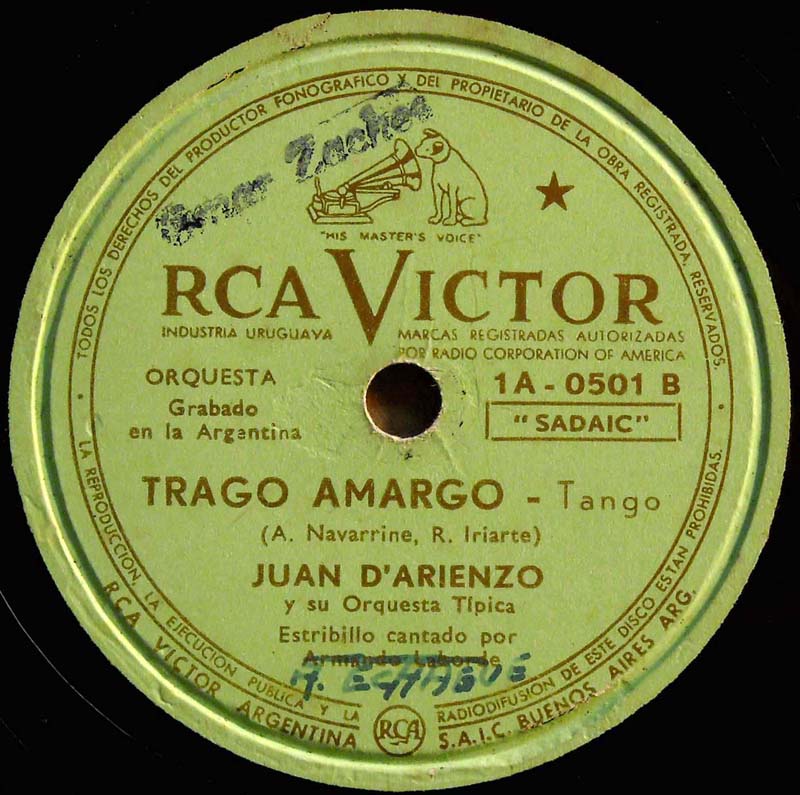 TODOS LOS DERECHOS DEL PRODUCTOR FONOGRAFICO Y DEL PROPIETARIO DE LA OBRA REGISTRADA, RESERVADOS.
"HIS MASTER'S VOICE"
RCA VICTOR
INDUSTRIA URUGUAYA
MARCAS REGISTRADAS AUTORIZADAS
POR RADIO CORPORATION OF AMERICA
ORQUESTA
1A - 0501 B
Grabado
en la Argentina
"SADAIC"
TRAGO AMARGO - Tango
(A. Navarrine, R. Iriarte)
JUAN D'ARIENZO
y su Orquesta Típica
Estribillo cantado por
Armando Laborde
A. ECHAGUE
LA REPRODUCCION, LA EJECUCION PUBLICA Y LA RADIODIFUSION DE ESTE DISCO ESTAN PROHIBIDAS.
RCA VICTOR ARGENTINA RCA S.A.I.C. BUENOS AIRES ARG.